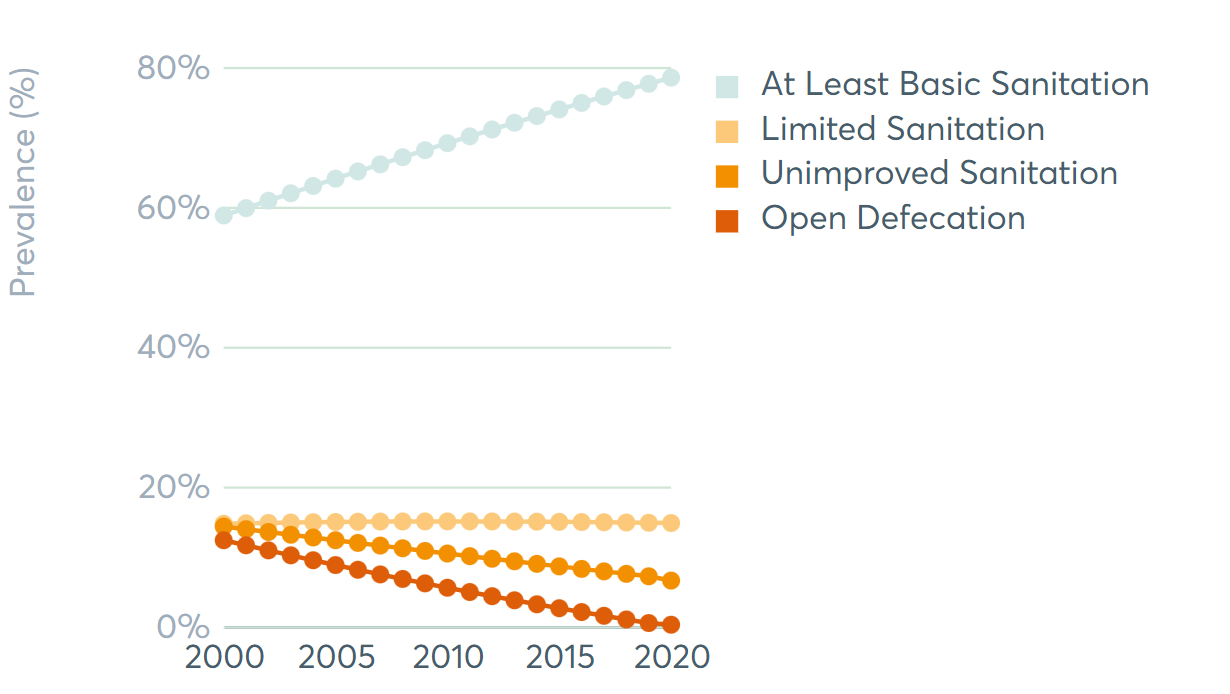 Prevalence (%)
80%
60%
40%
20%
0%
2000 2005 2010 2015 2020
At Least Basic Sanitation
Limited Sanitation
Unimproved Sanitation
Open Defecation